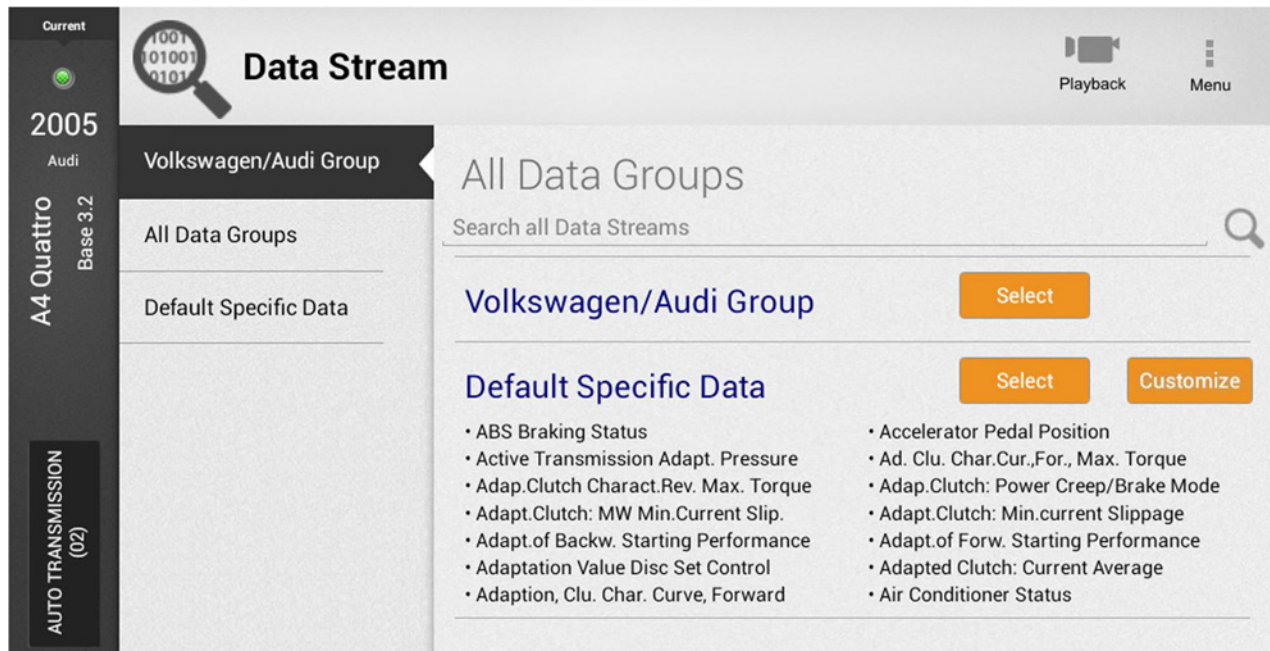 Current
2005
Audi
A4 Quattro
Base 3.2
AUTO TRANSMISSION
(02)
1001
101001
0101
Data Stream
Playback
Menu
Volkswagen/Audi Group
All Data Groups
Default Specific Data
All Data Groups
Search all Data Streams
Volkswagen/Audi Group
Select
Default Specific Data
Select
Customize
• ABS Braking Status
• Active Transmission Adapt. Pressure
• Adap.Clutch Charact.Rev. Max. Torque
• Adapt.Clutch: MW Min.Current Slip.
• Adapt.of Backw. Starting Performance
• Adaptation Value Disc Set Control
• Adaption, Clu. Char. Curve, Forward
• Accelerator Pedal Position
• Ad. Clu. Char.Cur.,For., Max. Torque
• Adap.Clutch: Power Creep/Brake Mode
• Adapt.Clutch: Min.current Slippage
• Adapt.of Forw. Starting Performance
• Adapted Clutch: Current Average
• Air Conditioner Status